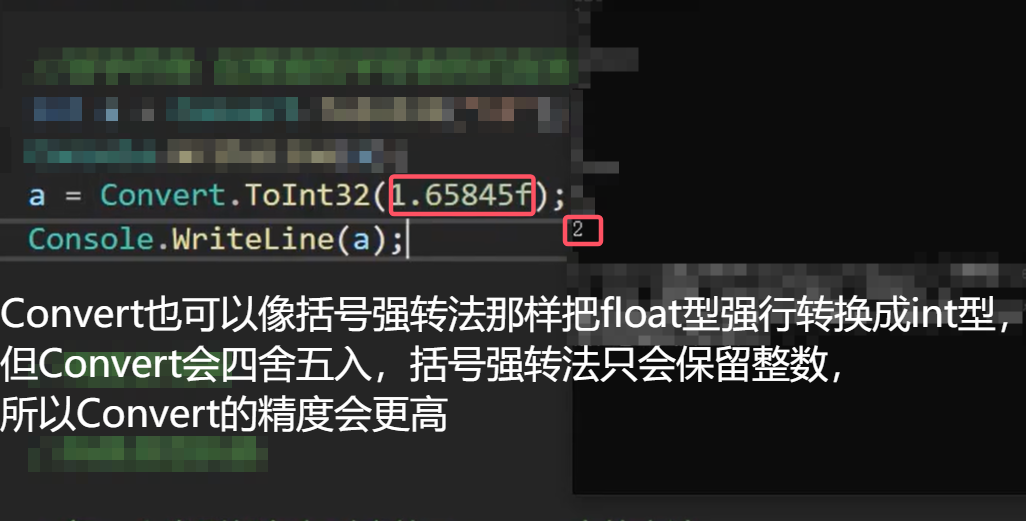 a = Convert.ToInt32(1.65845f);
Console.WriteLine(a);
2
Convert也可以像括号强转法那样把float型强行转换成int型，
但Convert会四舍五入，括号强转法只会保留整数，
所以Convert的精度会更高